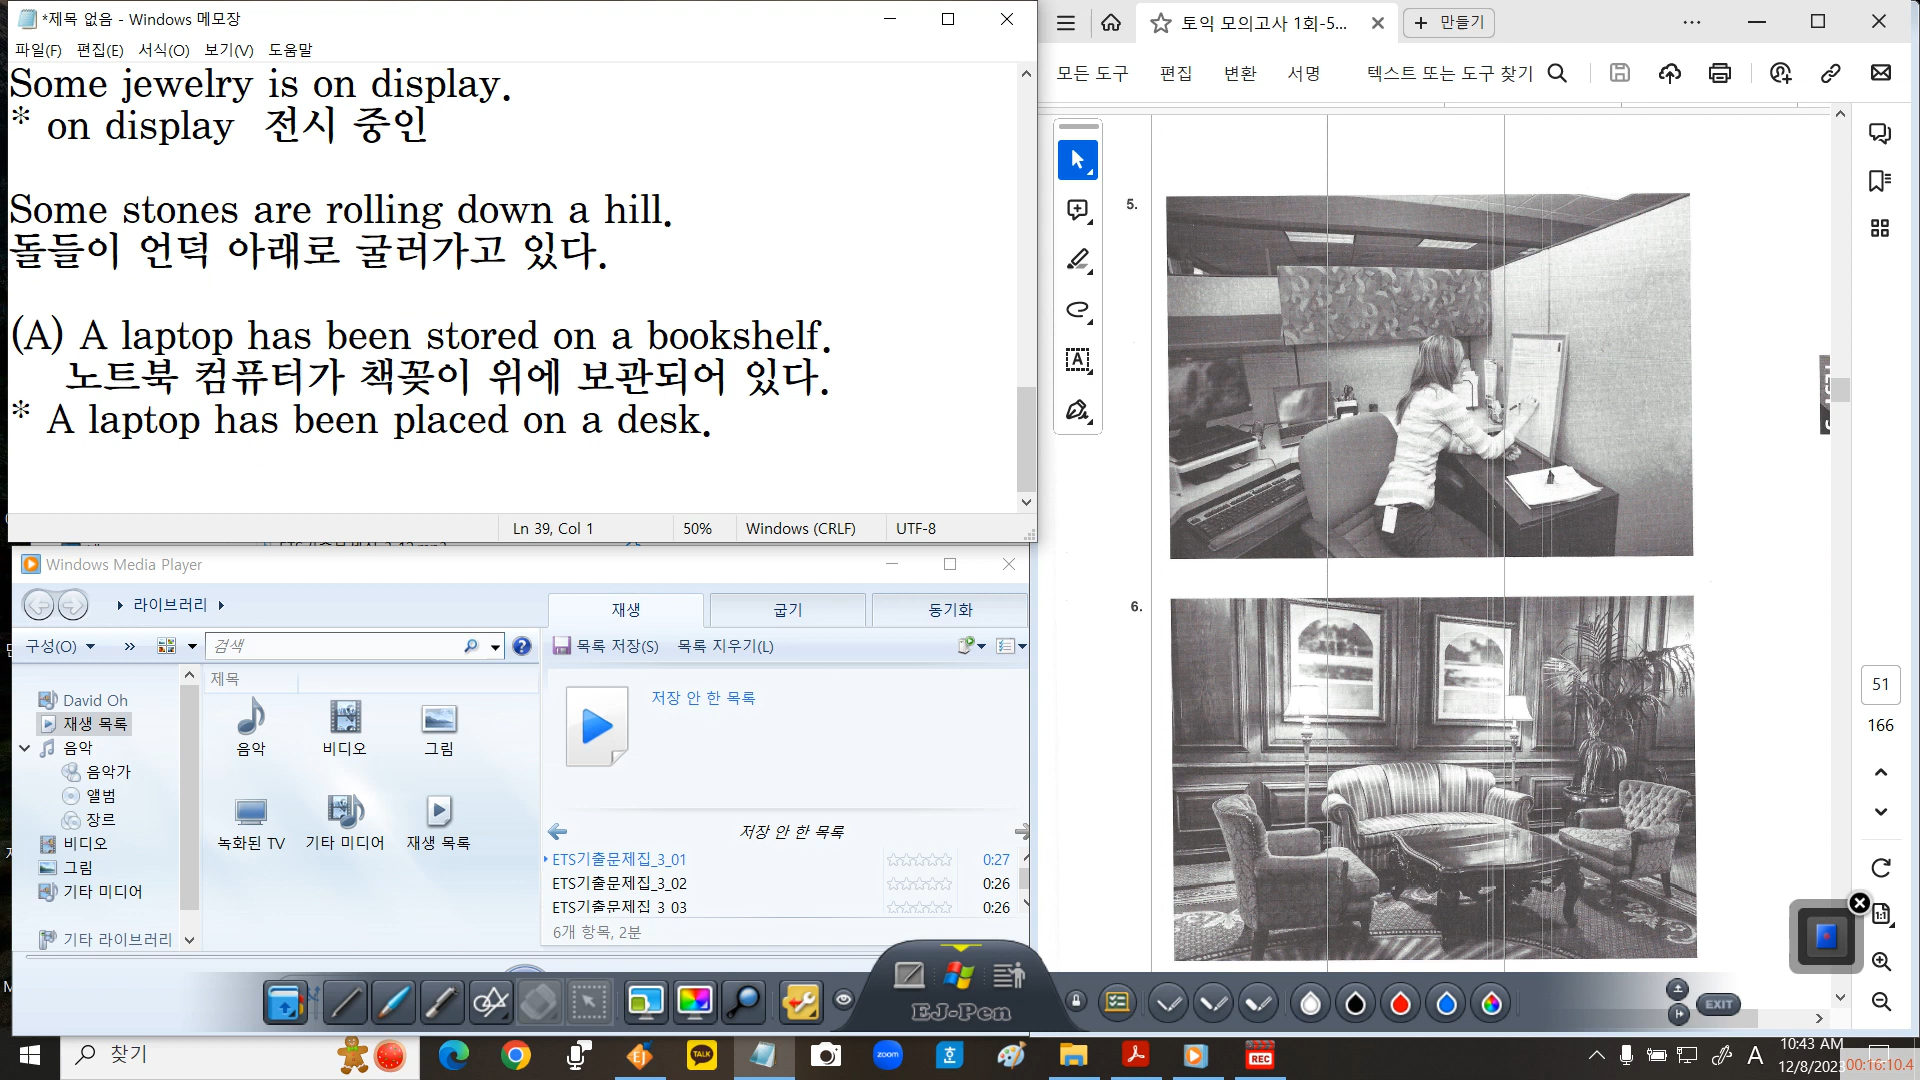 *제목 없음 - Windows 메모장
파일(F) 편집(E) 서식(O) 보기(V) 도움말
Some jewelry is on display.
* on display 전시 중인
Some stones are rolling down a hill.
돌들이 언덕 아래로 굴러가고 있다.
(A) A laptop has been stored on a bookshelf.
노트북 컴퓨터가 책꽂이 위에 보관되어 있다.
* A laptop has been placed on a desk.
Ln 39, Col 1 50% Windows (CRLF) UTF-8
Windows Media Player
라이브러리
재생 굽기 동기화
구성(O) » 검색 목록 저장(S) 목록 지우기(L)
제목
David Oh
재생 목록
음악
음악가
앨범
장르
비디오
그림
기타 미디어
기타 라이브러리
음악 비디오 그림
녹화된 TV 기타 미디어 재생 목록
저장 안 한 목록
저장 안 한 목록
ETS기출문제집_3_01 0:27
ETS기출문제집_3_02 0:26
ETS기출문제집_3_03 0:26
6개 항목, 2분
토익 모의고사 1회-5...
+ 만들기
모든 도구 편집 변환 서명 텍스트 또는 도구 찾기
5.
6.
51
166
EJ-Pen
EXIT
찾기
TALK
zoom
REC
A
10:43 AM
12/8/2023
00:16:10.4